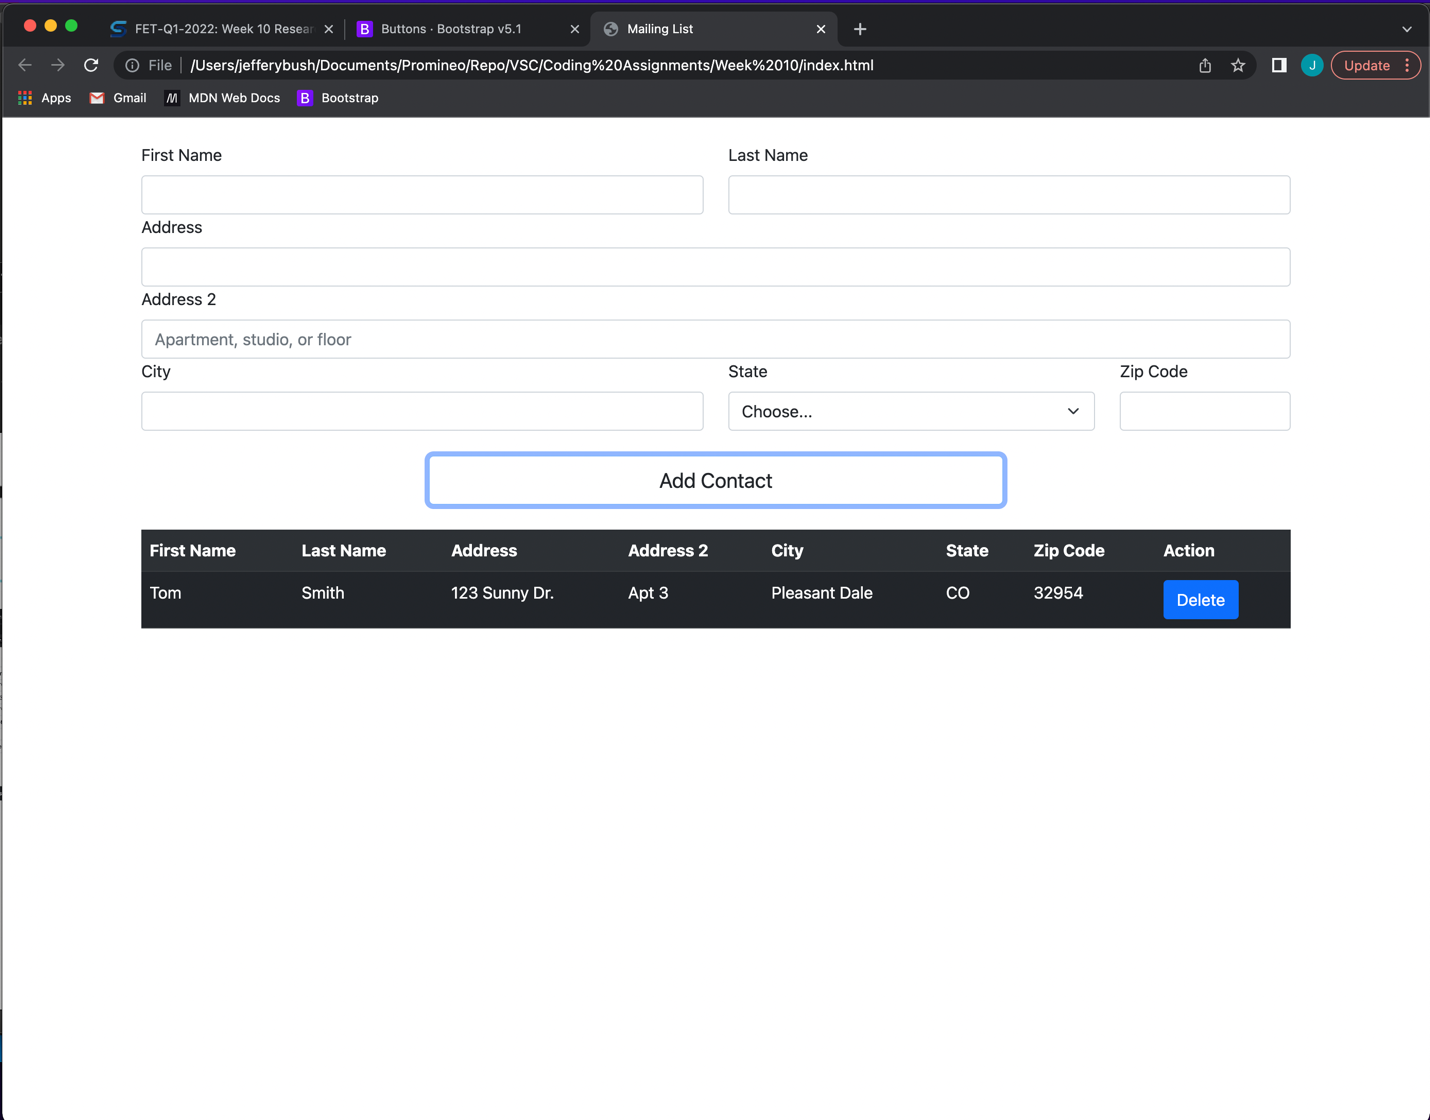 FET-Q1-2022: Week 10 Resear
Buttons · Bootstrap v5.1
Mailing List
File
/Users/jefferybush/Documents/Promineo/Repo/VSC/Coding%20Assignments/Week%2010/index.html
J
Update
Apps
Gmail
MDN Web Docs
B
Bootstrap
First Name
Last Name
Address
Address 2
Apartment, studio, or floor
City
State
Zip Code
Choose...
Add Contact
First Name Last Name Address Address 2 City State Zip Code Action
Tom Smith 123 Sunny Dr. Apt 3 Pleasant Dale CO 32954 Delete